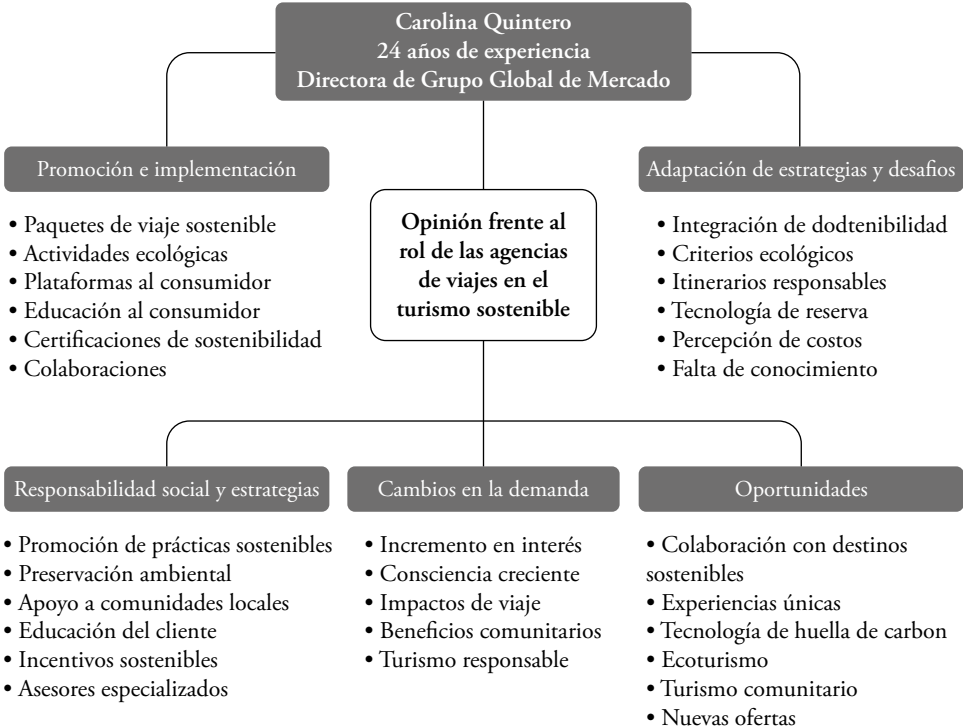 Carolina Quintero
24 años de experiencia
Directora de Grupo Global de Mercado
Promoción e implementación
• Paquetes de viaje sostenible
• Actividades ecológicas
• Plataformas al consumidor
• Educación al consumidor
• Certificaciones de sostenibilidad
• Colaboraciones
Opinión frente al
rol de las agencias
de viajes en el
turismo sostenible
Adaptación de estrategias y desafios
• Integración de dodtenibilidad
• Criterios ecológicos
• Itinerarios responsables
• Tecnología de reserva
• Percepción de costos
• Falta de conocimiento
Responsabilidad social y estrategias
• Promoción de prácticas sostenibles
• Preservación ambiental
• Apoyo a comunidades locales
• Educación del cliente
• Incentivos sostenibles
• Asesores especializados
Cambios en la demanda
• Incremento en interés
• Consciencia creciente
• Impactos de viaje
• Beneficios comunitarios
• Turismo responsable
Oportunidades
• Colaboración con destinos
sostenibles
• Experiencias únicas
• Tecnología de huella de carbon
• Ecoturismo
• Turismo comunitario
• Nuevas ofertas